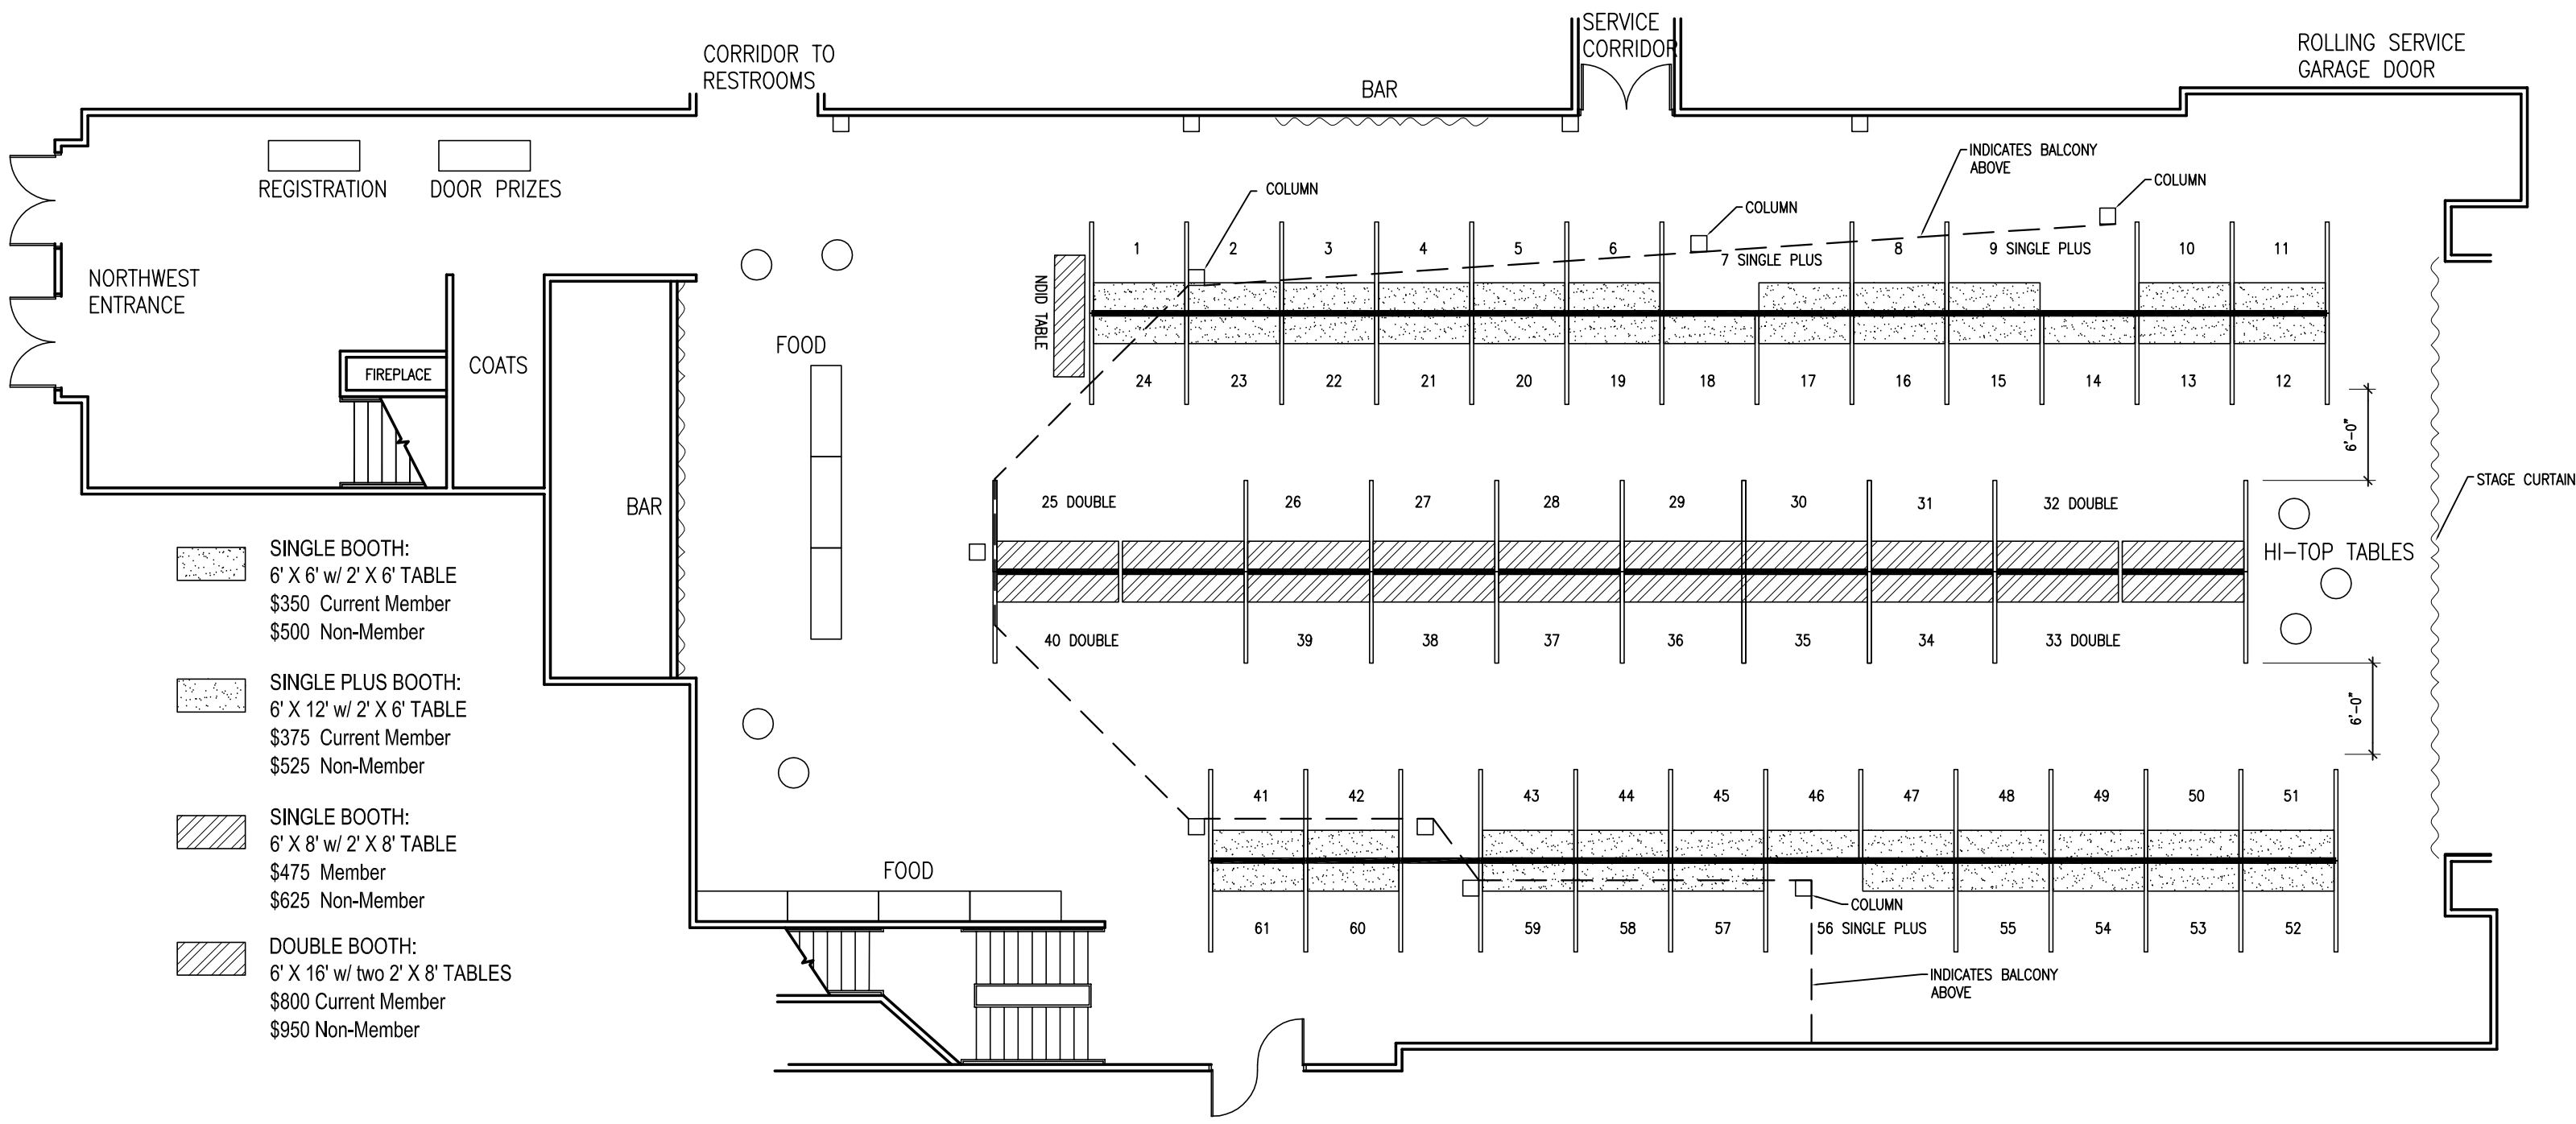 SERVICE
CORRIDOR
ROLLING SERVICE
GARAGE DOOR
CORRIDOR TO
RESTROOMS
BAR
INDICATES BALCONY
ABOVE
REGISTRATION
DOOR PRIZES
COLUMN
COLUMN
COLUMN
NORTHWEST
ENTRANCE
1
2
3
4
5
6
7 SINGLE PLUS
8
9 SINGLE PLUS
10
11
NDID TABLE
FOOD
COATS
FIREPLACE
24
23
22
21
20
19
18
17
16
15
14
13
12
6'-0"
STAGE CURTAIN
BAR
25 DOUBLE
26
27
28
29
30
31
32 DOUBLE
HI-TOP TABLES
40 DOUBLE
39
38
37
36
35
34
33 DOUBLE
6'-0"
SINGLE BOOTH:
6' X 6' w/ 2' X 6' TABLE
$350 Current Member
$500 Non-Member
SINGLE PLUS BOOTH:
6' X 12' w/ 2' X 6' TABLE
$375 Current Member
$525 Non-Member
SINGLE BOOTH:
6' X 8' w/ 2' X 8' TABLE
$475 Member
$625 Non-Member
DOUBLE BOOTH:
6' X 16' w/ two 2' X 8' TABLES
$800 Current Member
$950 Non-Member
41
42
43
44
45
46
47
48
49
50
51
FOOD
COLUMN
61
60
59
58
57
56 SINGLE PLUS
55
54
53
52
INDICATES BALCONY
ABOVE